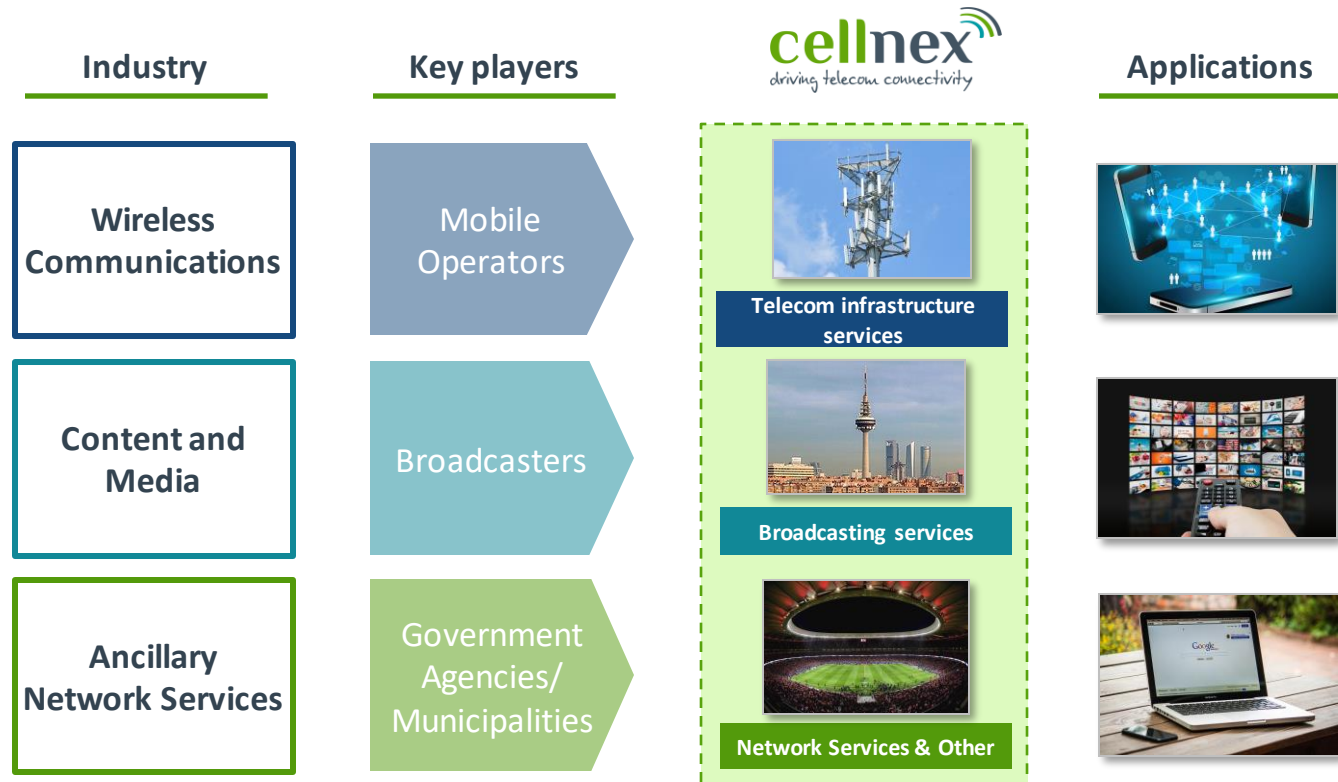 Industry
Key players
cellnex
driving telecom connectivity
Applications
Wireless
Communications
Mobile
Operators
Telecom infrastructure
services
Content and
Media
Broadcasters
Broadcasting services
Ancillary
Network Services
Government
Agencies/
Municipalities
Network Services & Other
Google